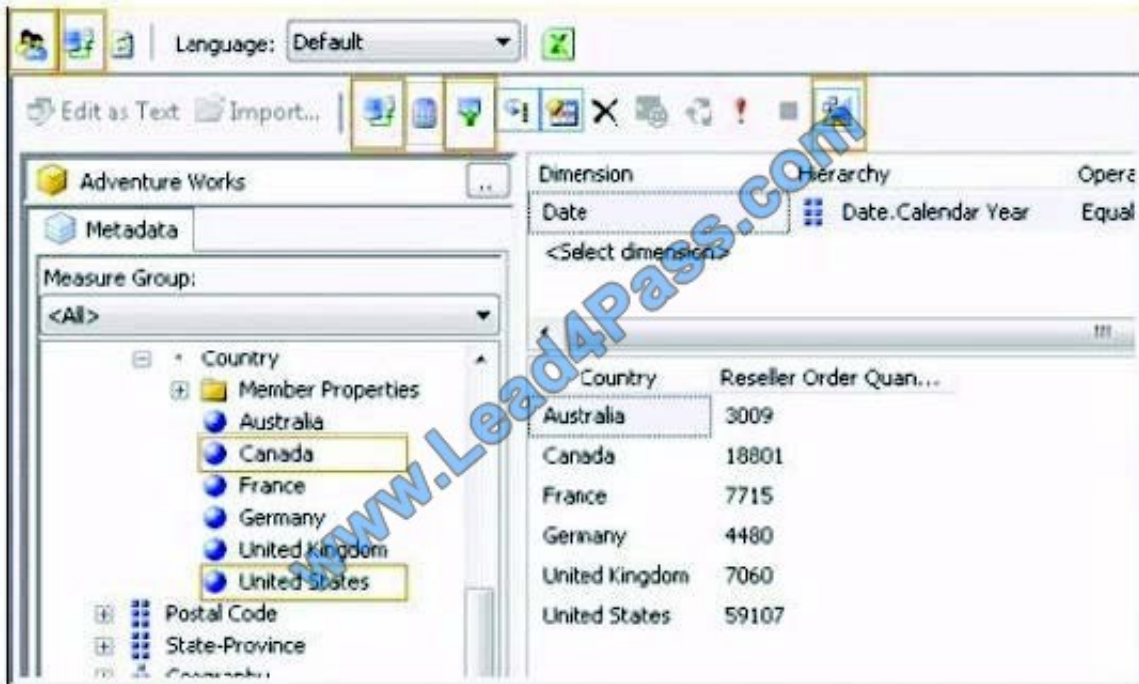 Language: Default
Edit as Text Import...
Adventure Works
..
Metadata
Measure Group:
<All>
Country
Member Properties
Australia
Canada
France
Germany
United Kingdom
United States
Postal Code
State-Province
Geography
Dimension Hierarchy Opera
Date Date.Calendar Year Equal
<Select dimension>
Country Reseller Order Quan...
Australia 3009
Canada 18801
France 7715
Germany 4480
United Kingdom 7060
United States 59107
www.Lead4Pass.com